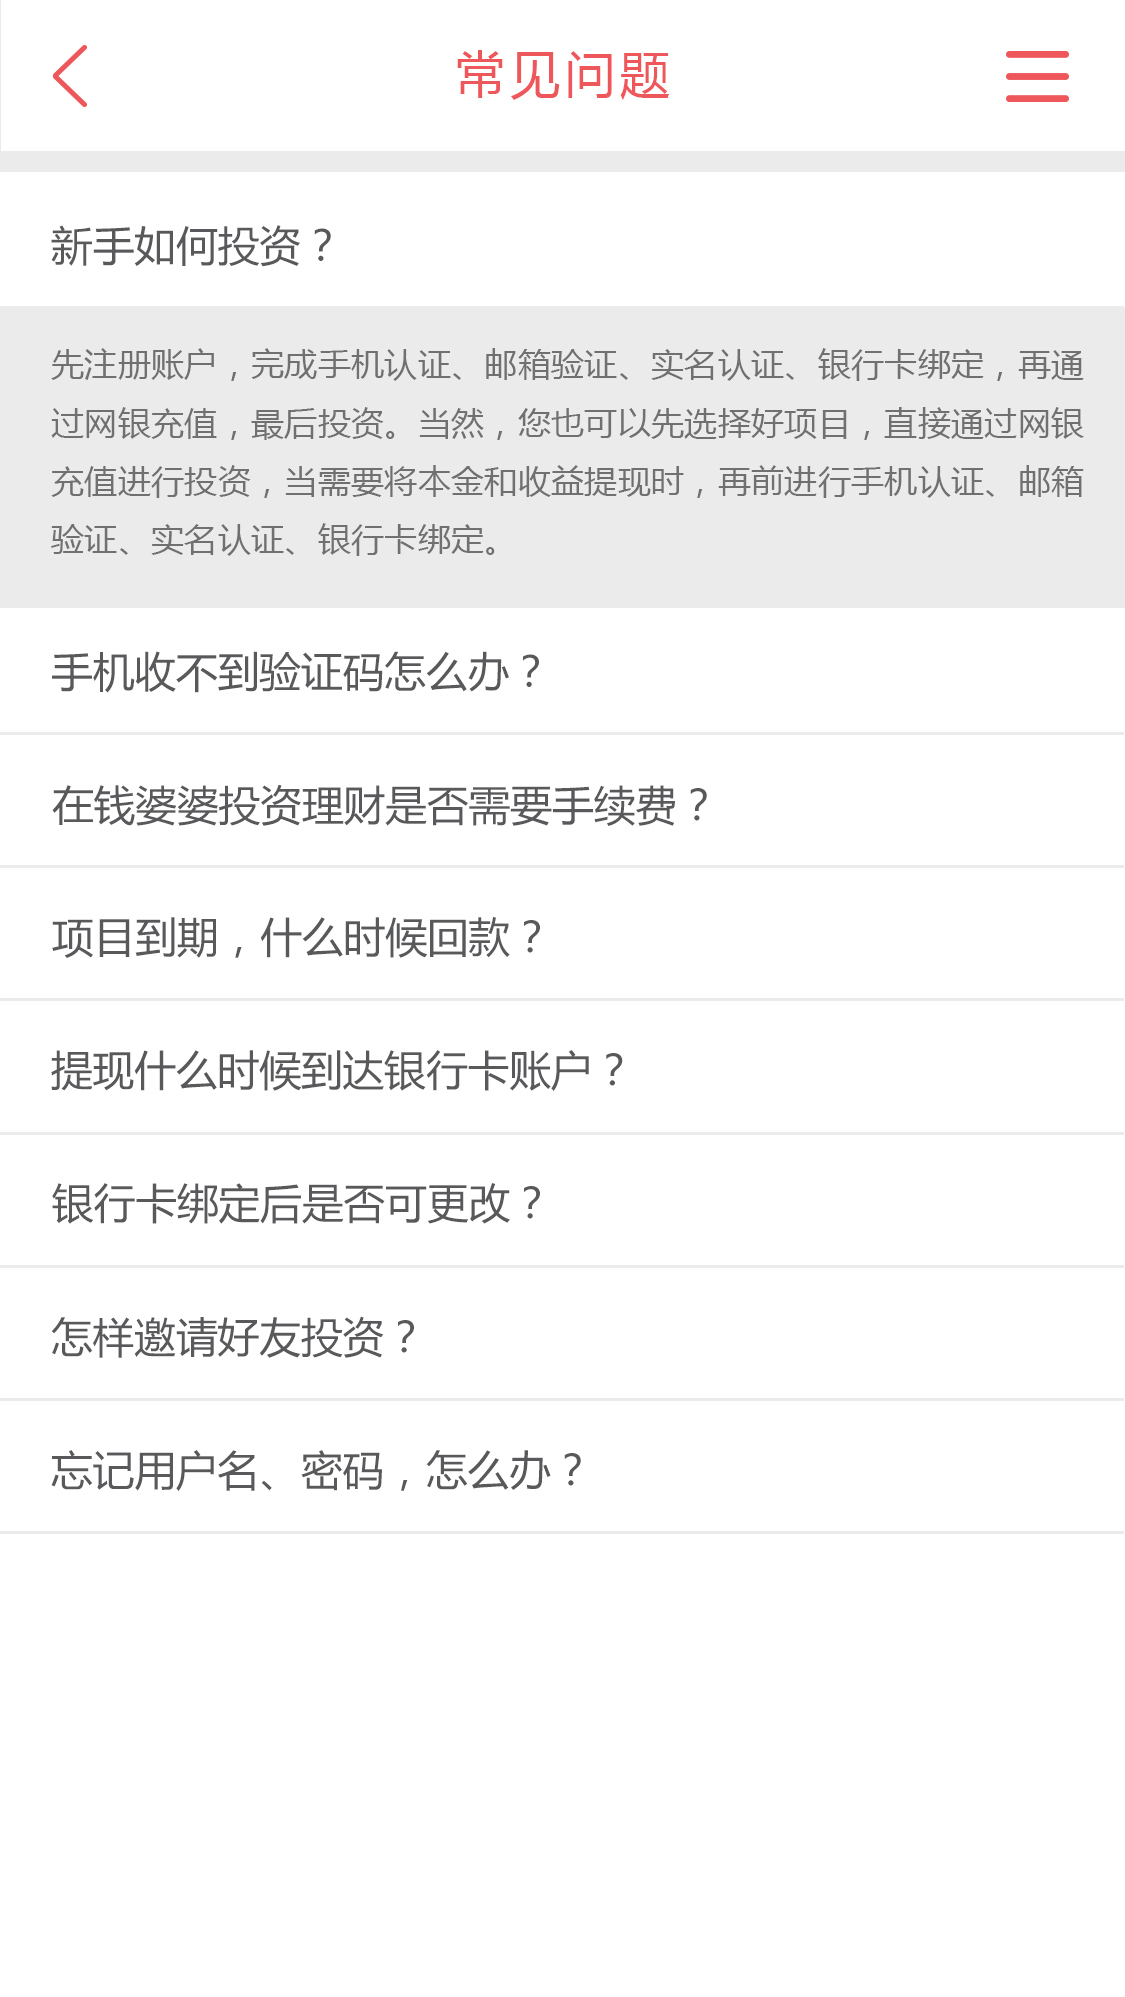 常见问题
新手如何投资？
先注册账户，完成手机认证、邮箱验证、实名认证、银行卡绑定，再通
过网银充值，最后投资。当然，您也可以先选择好项目，直接通过网银
充值进行投资，当需要将本金和收益提现时，再前进行手机认证、邮箱
验证、实名认证、银行卡绑定。
手机收不到验证码怎么办？
在钱婆婆投资理财是否需要手续费？
项目到期，什么时候回款？
提现什么时候到达银行卡账户？
银行卡绑定后是否可更改？
怎样邀请好友投资？
忘记用户名、密码，怎么办？